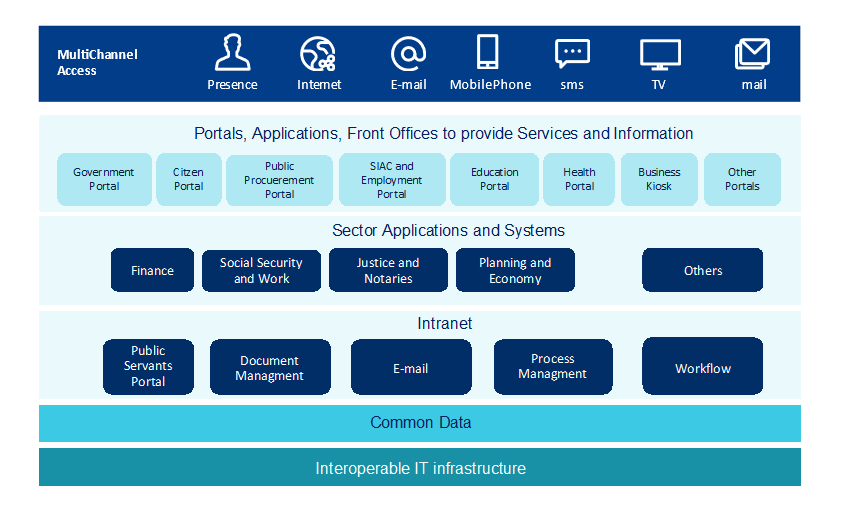 MultiChannel
Access
Presence
Internet
E-mail
MobilePhone
sms
TV
mail
Portals, Applications, Front Offices to provide Services and Information
Government
Portal
Citzen
Portal
Public
Procurement
Portal
SIAC and
Employment
Portal
Education
Portal
Health
Portal
Business
Kiosk
Other
Portals
Sector Applications and Systems
Finance
Social Security
and Work
Justice and
Notaries
Planning and
Economy
Others
Intranet
Public
Servants
Portal
Document
Managment
E-mail
Process
Managment
Workflow
Common Data
Interoperable IT infrastructure